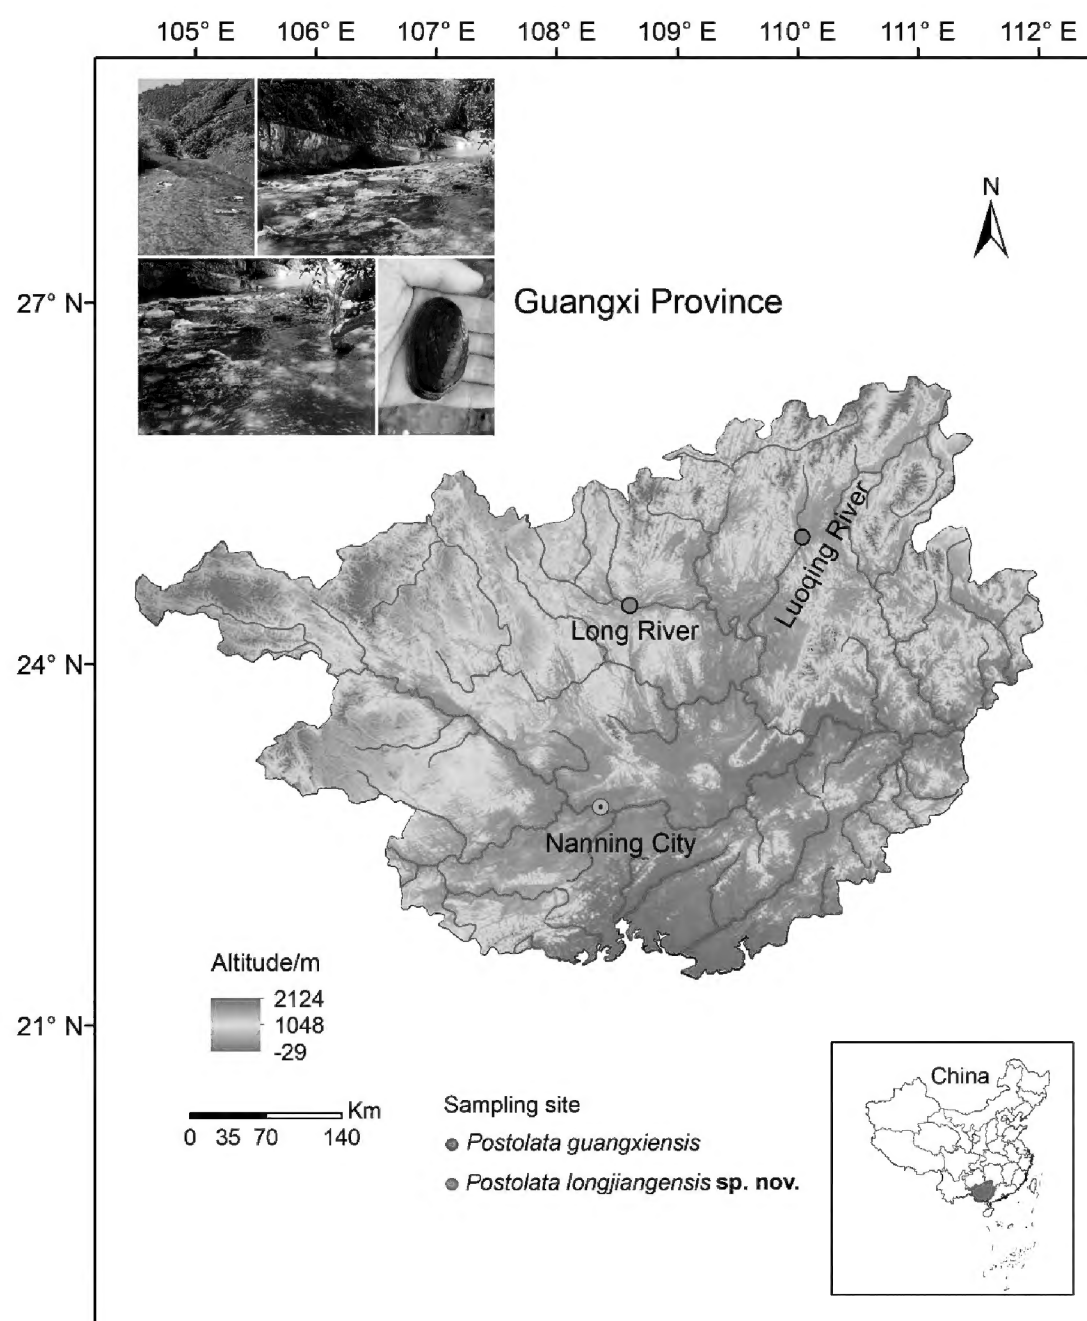 105° E 106° E 107° E 108° E 109° E 110° E 111° E 112° E
N
27° N
Guangxi Province
Luoqing River
Long River
24° N
Nanning City
Altitude/m
2124
1048
-29
21° N
Km
0 35 70 140
Sampling site
Postolata guangxiensis
Postolata longjiangensis sp. nov.
China